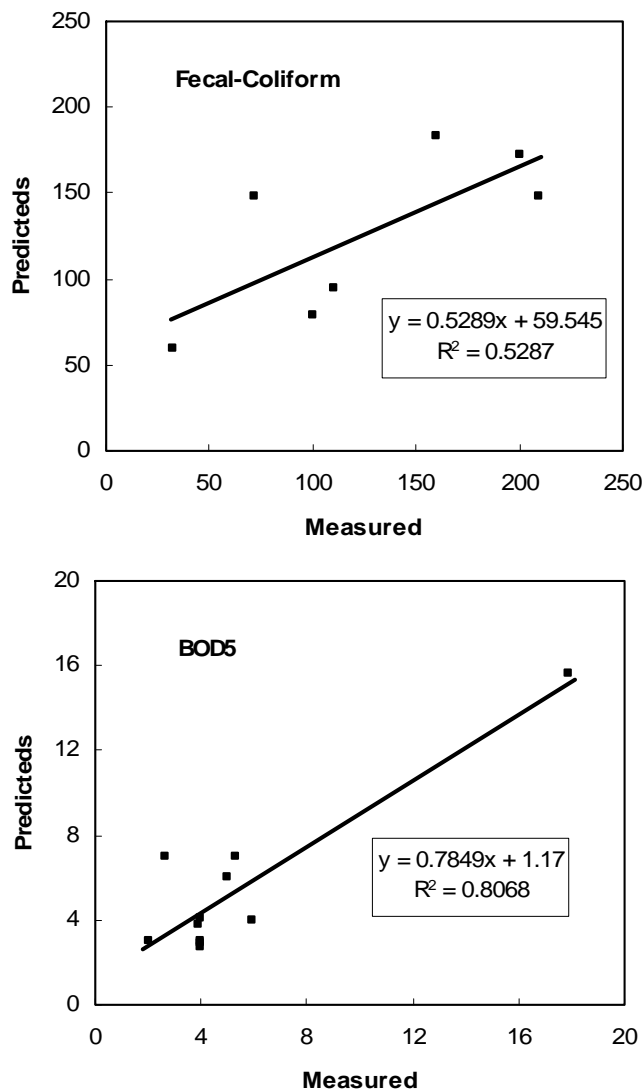 250
Fecal-Coliform
200
150
Predicteds
100
y = 0.5289x + 59.545
R² = 0.5287
50
0
0 50 100 150 200 250
Measured
20
BOD5
16
12
Predicteds
8
y = 0.7849x + 1.17
R² = 0.8068
4
0
0 4 8 12 16 20
Measured